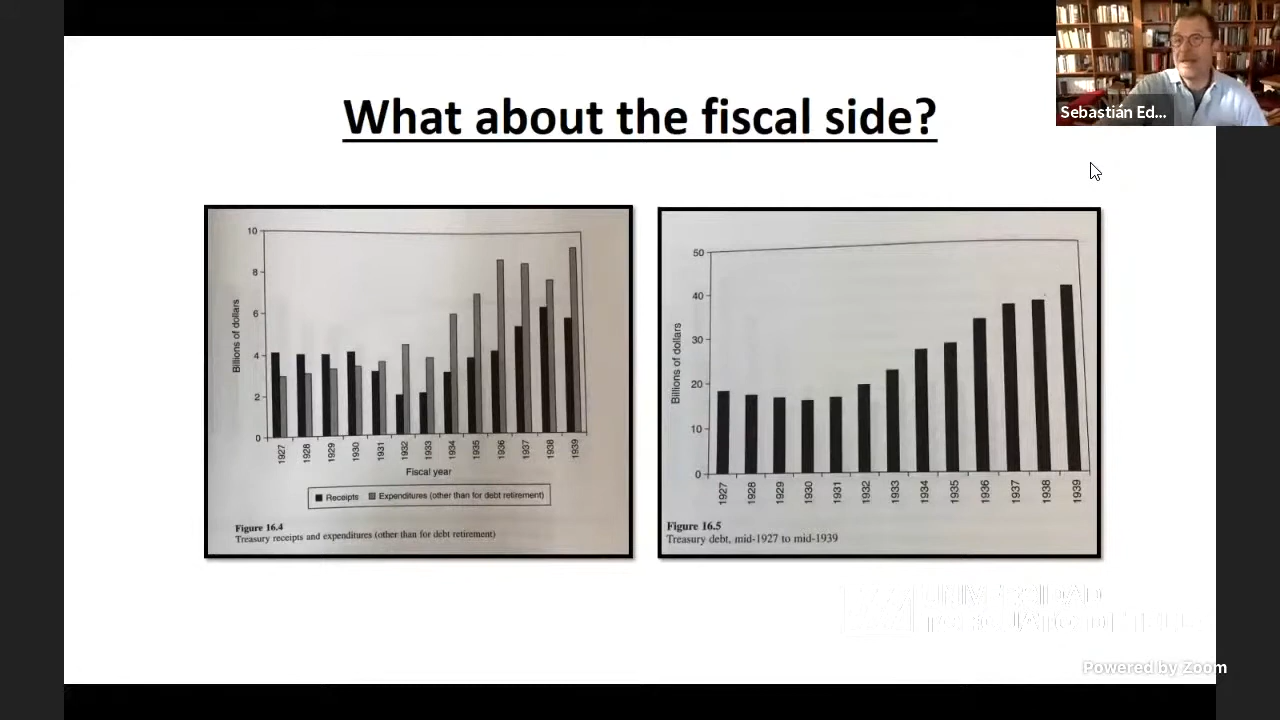 What about the fiscal side?
Sebastián Ed...
10
8
6
4
2
0
Billions of dollars
1927
1928
1929
1930
1931
1932
1933
1934
1935
1936
1937
1938
1939
Fiscal year
Receipts Expenditures (other than for debt retirement)
Figure 16.4
Treasury receipts and expenditures (other than for debt retirement)
50
40
30
20
10
0
Billions of dollars
1927
1928
1929
1930
1931
1932
1933
1934
1935
1936
1937
1938
1939
Figure 16.5
Treasury debt, mid-1927 to mid-1939
UNIVERSIDAD
TORCUATO DI TELLA
Powered by Zoom